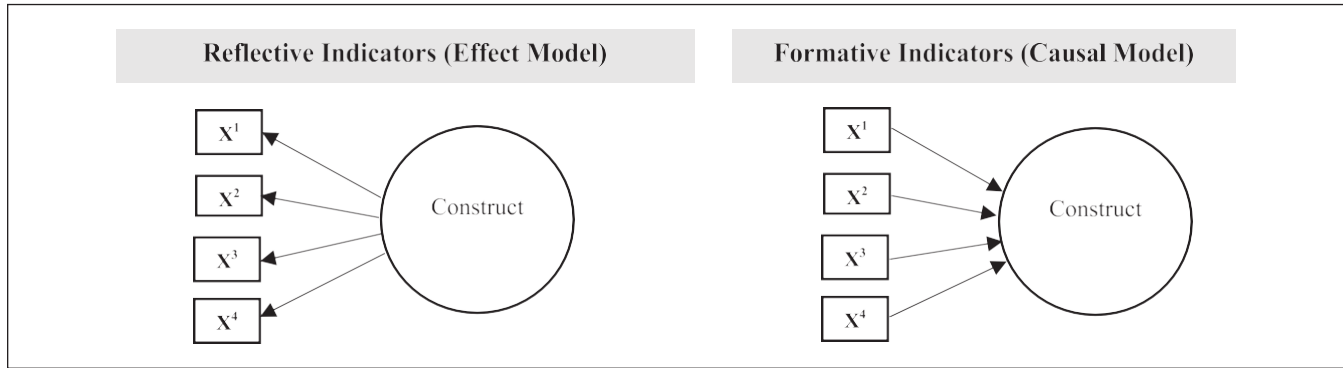 Reflective Indicators (Effect Model)
X¹
X²
X³
X⁴
Construct
Formative Indicators (Causal Model)
X¹
X²
X³
X⁴
Construct